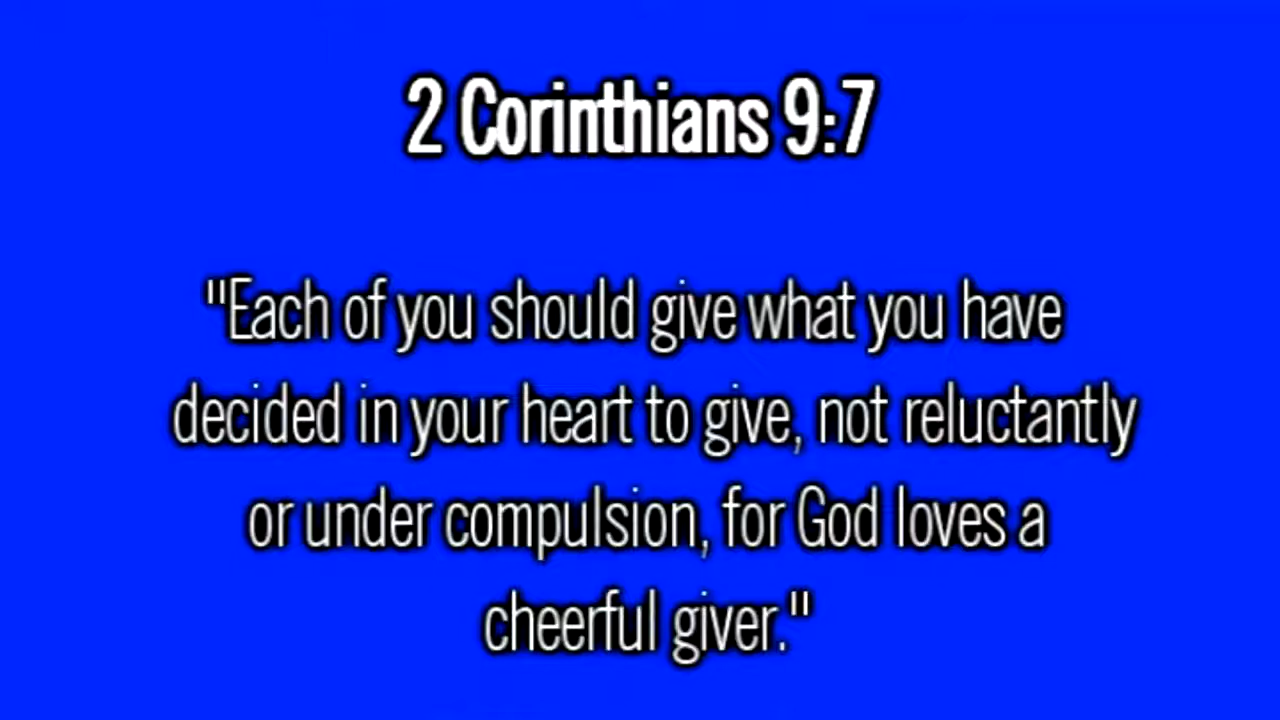 2 Corinthians 9:7
"Each of you should give what you have
decided in your heart to give, not reluctantly
or under compulsion, for God loves a
cheerful giver."